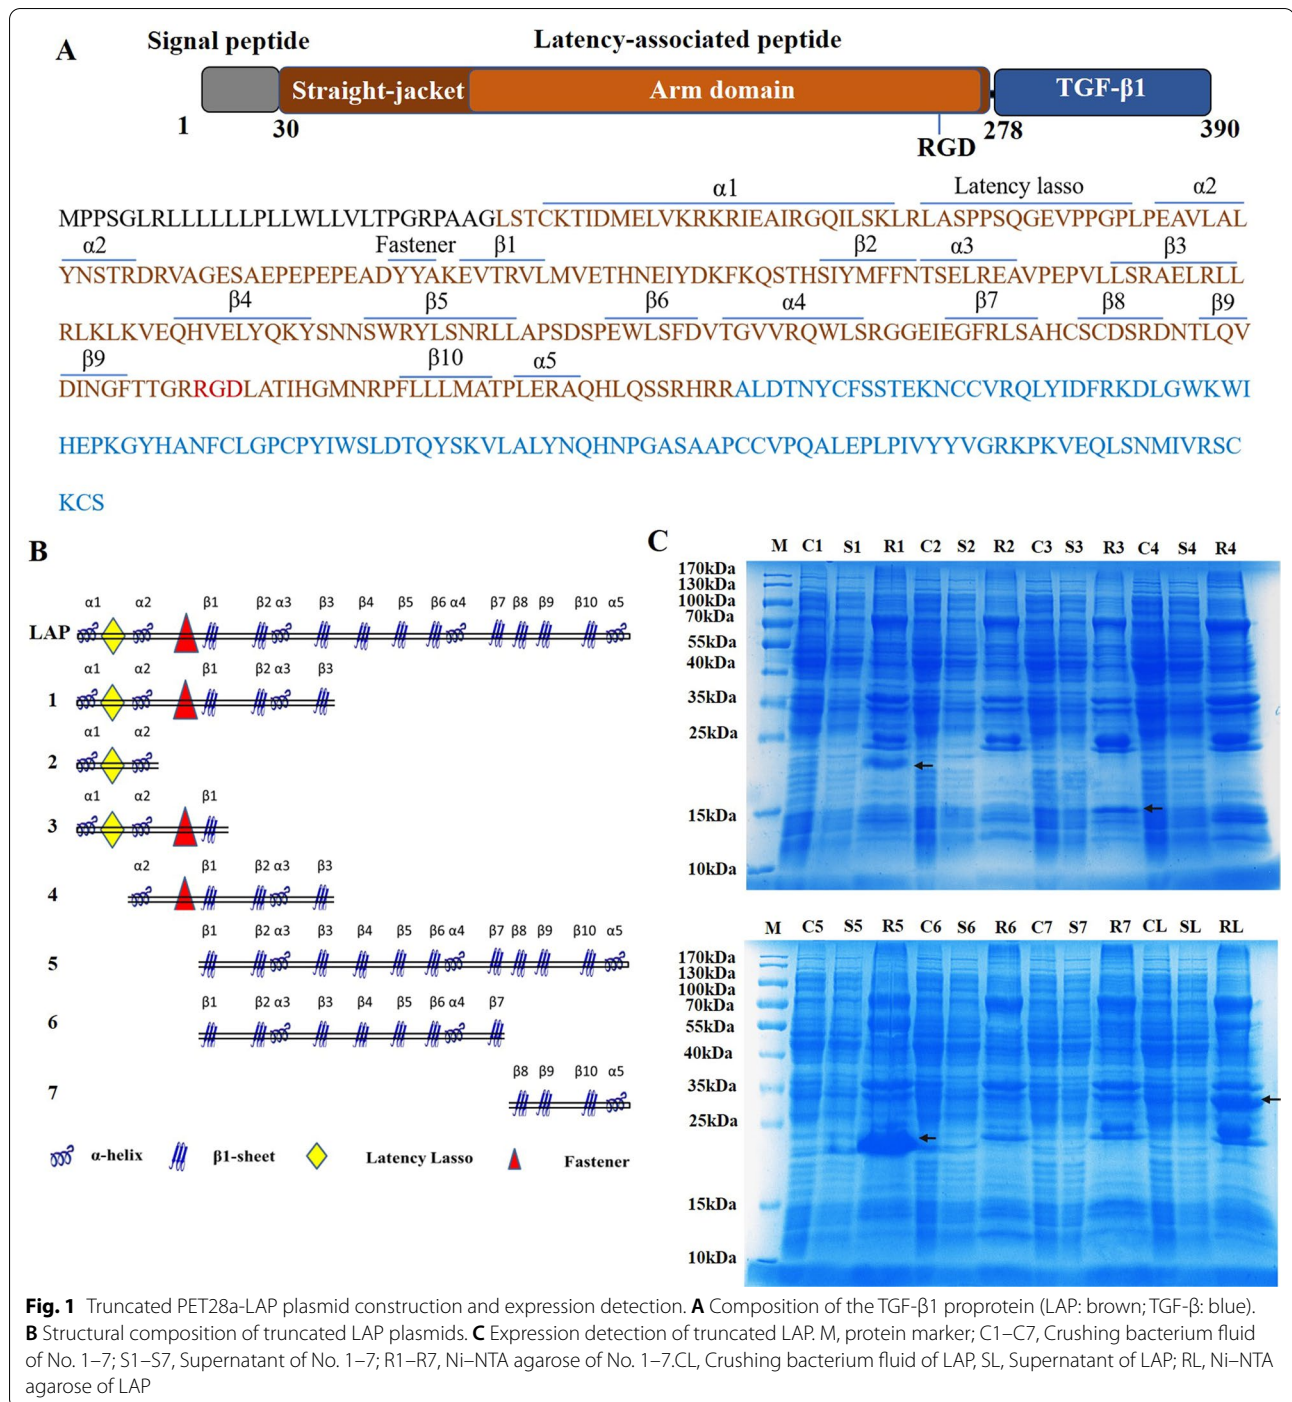 A
Signal peptide
Latency-associated peptide
Straight-jacket
Arm domain
TGF-β1
1
30
RGD
278
390
α1
Latency lasso
α2
MPPSGLRLLLLLLPLLWLLVLTPGRPAAGLSTCKTIDMELVKRKRIEAIRGQILSKLRLASPPSQGEVPPGPLPEAVLAL
α2
Fastener
β1
β2
α3
β3
YNSTRDRVAGESAEPEPEPEADYYAKEVTRVLMVETHNEIYDKFKQSTHSIYMFFNTSELREAVPEPVLLSRAELRLL
β4
β5
β6
α4
β7
β8
β9
RLKLKVEQHVELYQKYSNNSWRYLSNRLLAPSDSPEWLSFDVTGVVRQWLSRGGEIEGFRLSAHCSCDSRDNTLQV
β9
β10
α5
DINGFTTGRRGDLATIHGMNRPFLLLMATPLERAQHLQSSRHRRALDTNYCFSSTEKNCCVRQLYIDFRKDLGWKWI
HEPKGYHANFCLGPCPYIWSLDTQYSKVLALYNQHNPGASAAPCCVPQALEPLPIVYYVGRKPKVEQLSNMIVRSC
KCS
B
α1 α2 β1 β2 α3 β3 β4 β5 β6 α4 β7 β8 β9 β10 α5
LAP
α1 α2 β1 β2 α3 β3
1
α1 α2
2
α1 α2 β1
3
α2 β1 β2 α3 β3
4
β1 β2 α3 β3 β4 β5 β6 α4 β7 β8 β9 β10 α5
5
β1 β2 α3 β3 β4 β5 β6 α4 β7
6
β8 β9 β10 α5
7
α-helix
β1-sheet
Latency Lasso
Fastener
C
M C1 S1 R1 C2 S2 R2 C3 S3 R3 C4 S4 R4
170kDa
130kDa
100kDa
70kDa
55kDa
40kDa
35kDa
25kDa
15kDa
10kDa
M C5 S5 R5 C6 S6 R6 C7 S7 R7 CL SL RL
170kDa
130kDa
100kDa
70kDa
55kDa
40kDa
35kDa
25kDa
15kDa
10kDa
Fig. 1 Truncated PET28a-LAP plasmid construction and expression detection. A Composition of the TGF-β1 proprotein (LAP: brown; TGF-β: blue).
B Structural composition of truncated LAP plasmids. C Expression detection of truncated LAP. M, protein marker; C1–C7, Crushing bacterium fluid
of No. 1–7; S1–S7, Supernatant of No. 1–7; R1–R7, Ni–NTA agarose of No. 1–7.CL, Crushing bacterium fluid of LAP, SL, Supernatant of LAP; RL, Ni–NTA
agarose of LAP